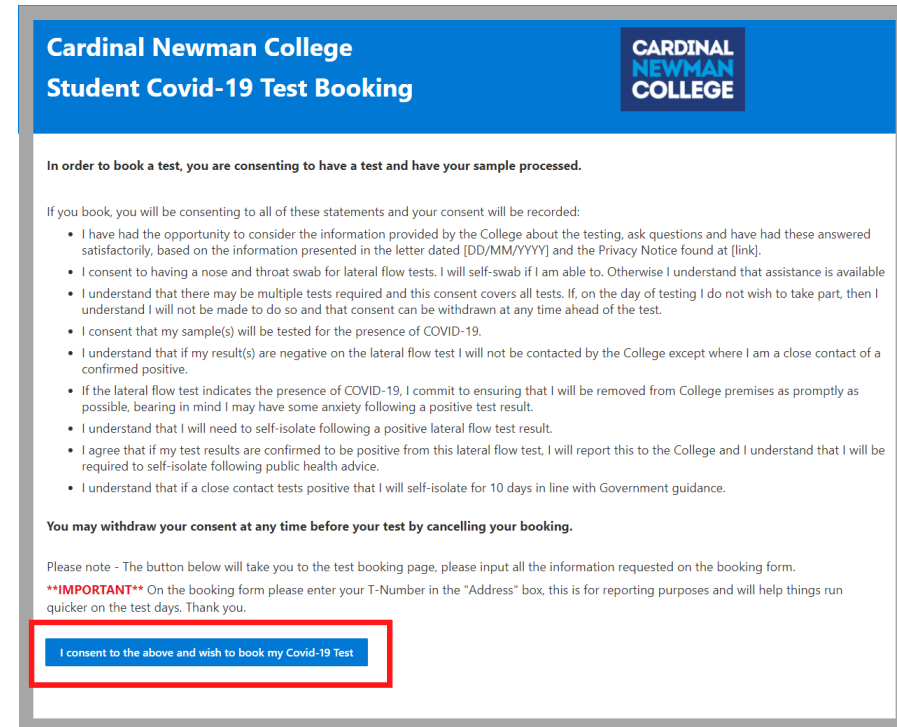 Cardinal Newman College
Student Covid-19 Test Booking
CARDINAL
NEWMAN
COLLEGE
In order to book a test, you are consenting to have a test and have your sample processed.
If you book, you will be consenting to all of these statements and your consent will be recorded:
• I have had the opportunity to consider the information provided by the College about the testing, ask questions and have had these answered
satisfactorily, based on the information presented in the letter dated [DD/MM/YYYY] and the Privacy Notice found at [link].
• I consent to having a nose and throat swab for lateral flow tests. I will self-swab if I am able to. Otherwise I understand that assistance is available
• I understand that there may be multiple tests required and this consent covers all tests. If, on the day of testing I do not wish to take part, then I
understand I will not be made to do so and that consent can be withdrawn at any time ahead of the test.
• I consent that my sample(s) will be tested for the presence of COVID-19.
• I understand that if my result(s) are negative on the lateral flow test I will not be contacted by the College except where I am a close contact of a
confirmed positive.
• If the lateral flow test indicates the presence of COVID-19, I commit to ensuring that I will be removed from College premises as promptly as
possible, bearing in mind I may have some anxiety following a positive test result.
• I understand that I will need to self-isolate following a positive lateral flow test result.
• I agree that if my test results are confirmed to be positive from this lateral flow test, I will report this to the College and I understand that I will be
required to self-isolate following public health advice.
• I understand that if a close contact tests positive that I will self-isolate for 10 days in line with Government guidance.
You may withdraw your consent at any time before your test by cancelling your booking.
Please note - The button below will take you to the test booking page, please input all the information requested on the booking form.
**IMPORTANT** On the booking form please enter your T-Number in the "Address" box, this is for reporting purposes and will help things run
quicker on the test days. Thank you.
I consent to the above and wish to book my Covid-19 Test